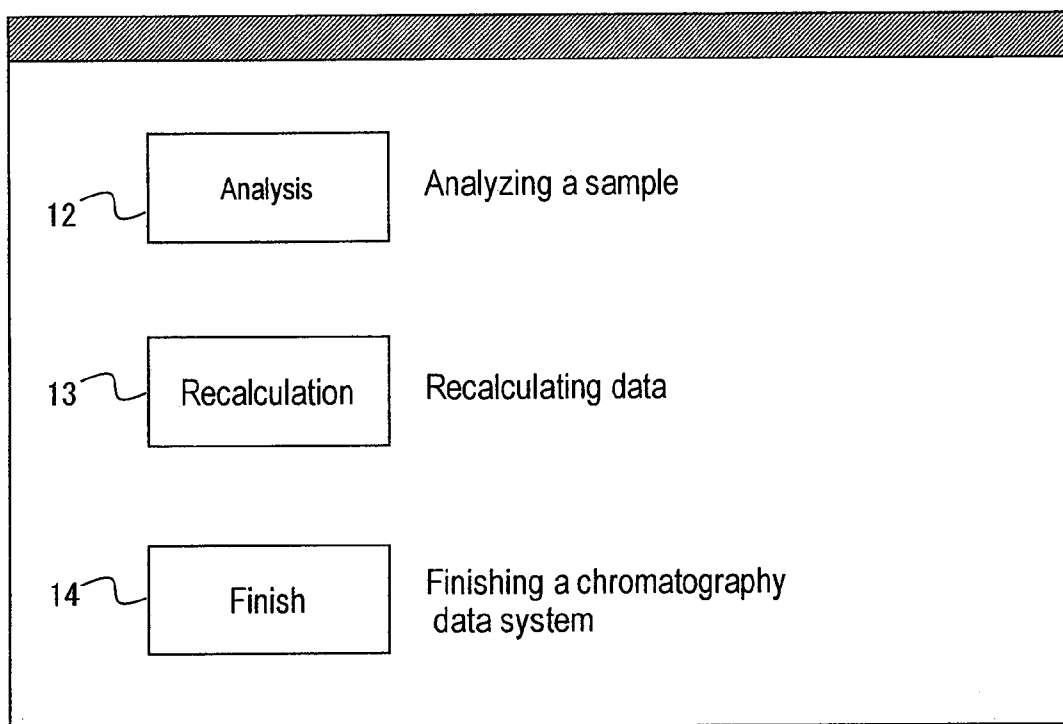 12
Analysis
Analyzing a sample
13
Recalculation
Recalculating data
14
Finish
Finishing a chromatography
data system